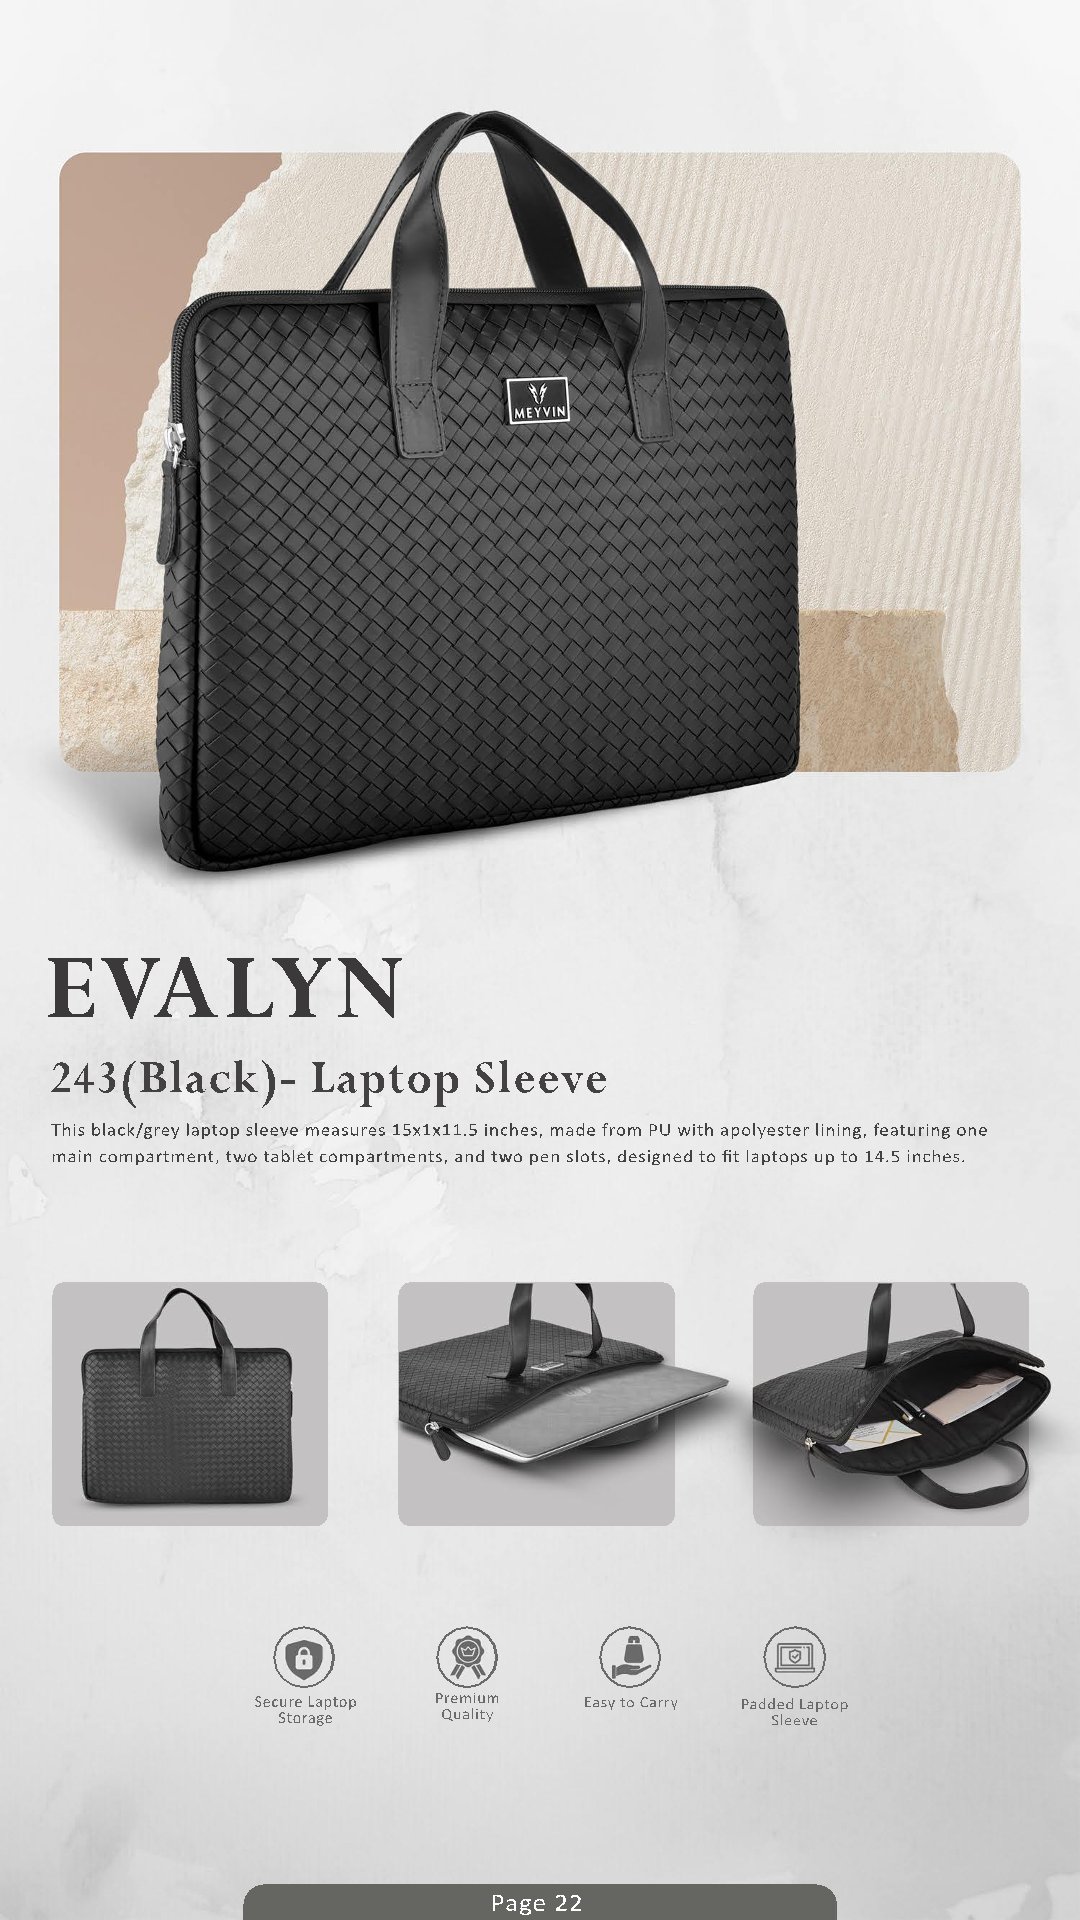 MEYVIN
EVALYN
243(Black)- Laptop Sleeve
This black/grey laptop sleeve measures 15x1x11.5 inches, made from PU with apolyester lining, featuring one
main compartment, two tablet compartments, and two pen slots, designed to fit laptops up to 14.5 inches.
Secure Laptop
Storage
Premium
Quality
Easy to Carry
Padded Laptop
Sleeve
Page 22